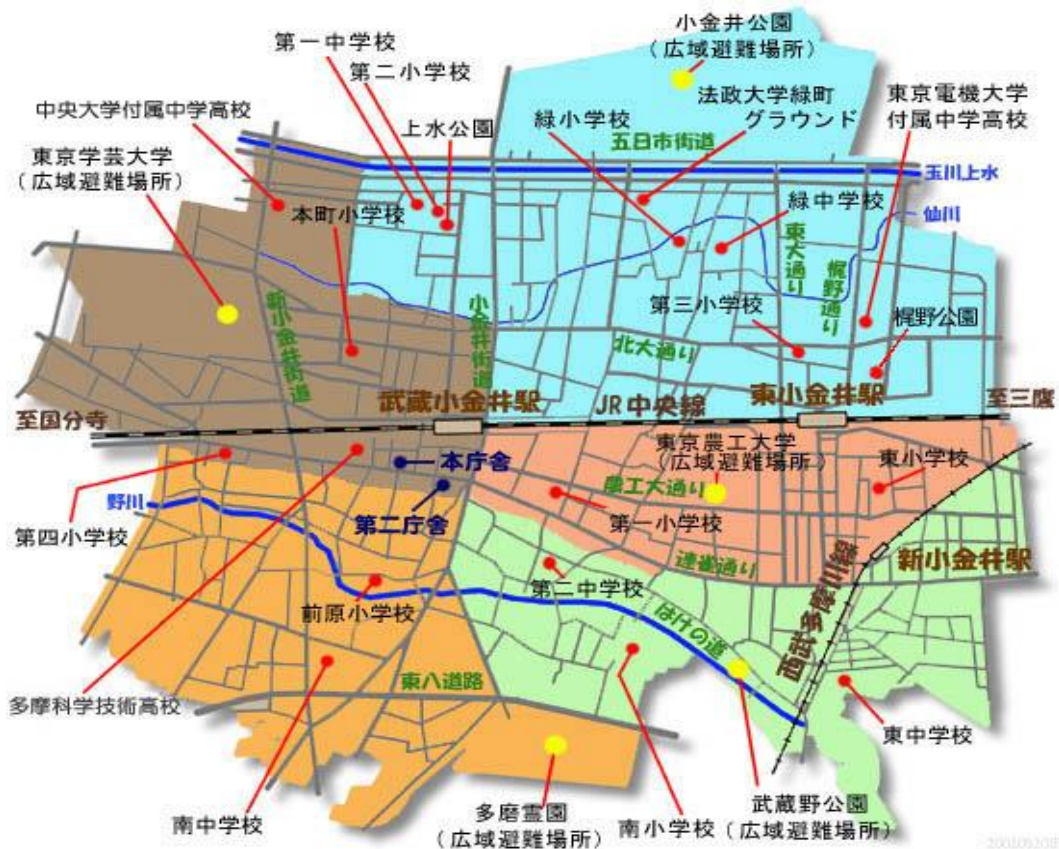 小金井公園
（広域避難場所）
第一中学校
第二小学校
中央大学付属中学高校
上水公園
緑小学校
法政大学緑町
グラウンド
東京電機大学
付属中学高校
五日市街道
東京学芸大学
（広域避難場所）
玉川上水
仙川
本町小学校
緑中学校
東大通り
梶野通り
新小金井街道
小金井街道
第三小学校
北大通り
梶野公園
武蔵小金井駅
JR中央線
東小金井駅
至三鷹
至国分寺
東京農工大学
（広域避難場所）
本庁舎
東小学校
農工大通り
野川
第二庁舎
第一小学校
第四小学校
連雀通り
新小金井駅
前原小学校
第二中学校
はけの道
西武多摩川線
東八道路
多摩科学技術高校
東中学校
南中学校
多磨霊園
（広域避難場所）
南小学校
武蔵野公園
（広域避難場所）